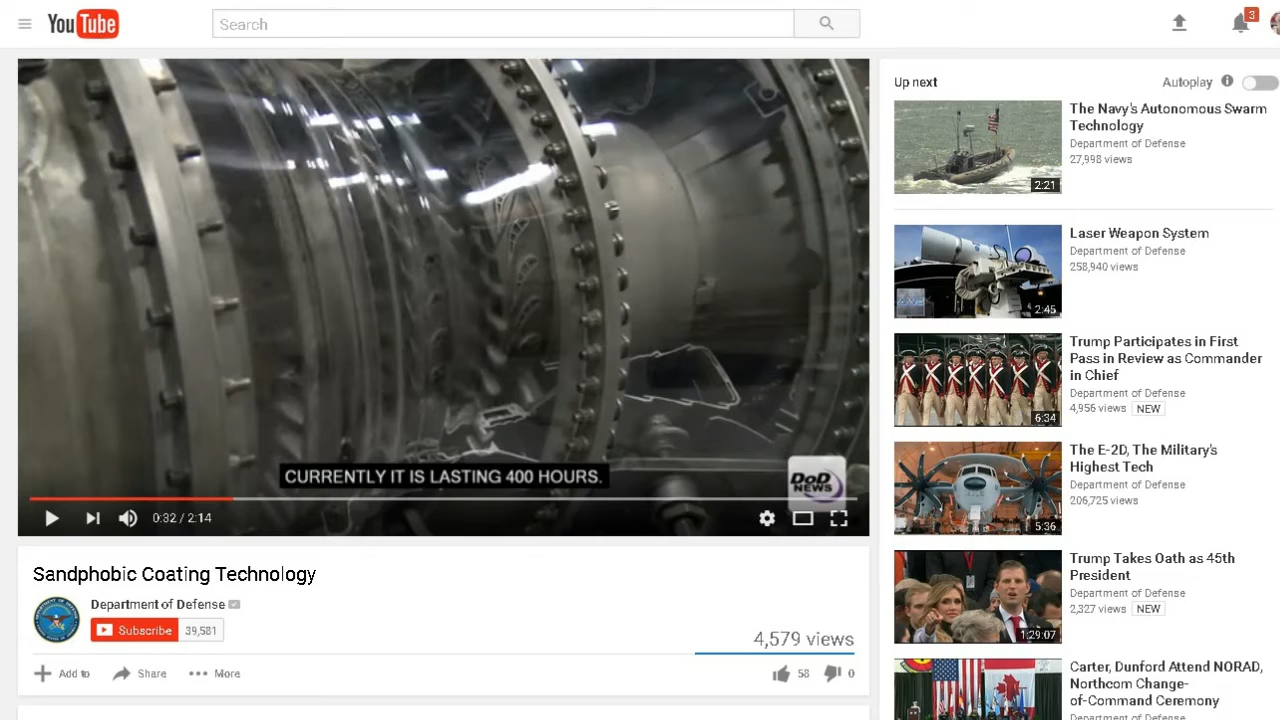 YouTube
Search
3
CURRENTLY IT IS LASTING 400 HOURS.
DoD
NEWS
0:32 / 2:14
Sandphobic Coating Technology
Department of Defense
Subscribe 39,581
4,579 views
Add to Share More 58 0
Up next Autoplay
The Navy's Autonomous Swarm
Technology
Department of Defense
27,998 views
2:21
Laser Weapon System
Department of Defense
258,940 views
2:45
Trump Participates in First
Pass in Review as Commander
in Chief
Department of Defense
4,956 views NEW
6:34
The E-2D, The Military's
Highest Tech
Department of Defense
206,725 views
5:36
Trump Takes Oath as 45th
President
Department of Defense
2,327 views NEW
1:29:07
Carter, Dunford Attend NORAD,
Northcom Change-
of-Command Ceremony
Department of Defense